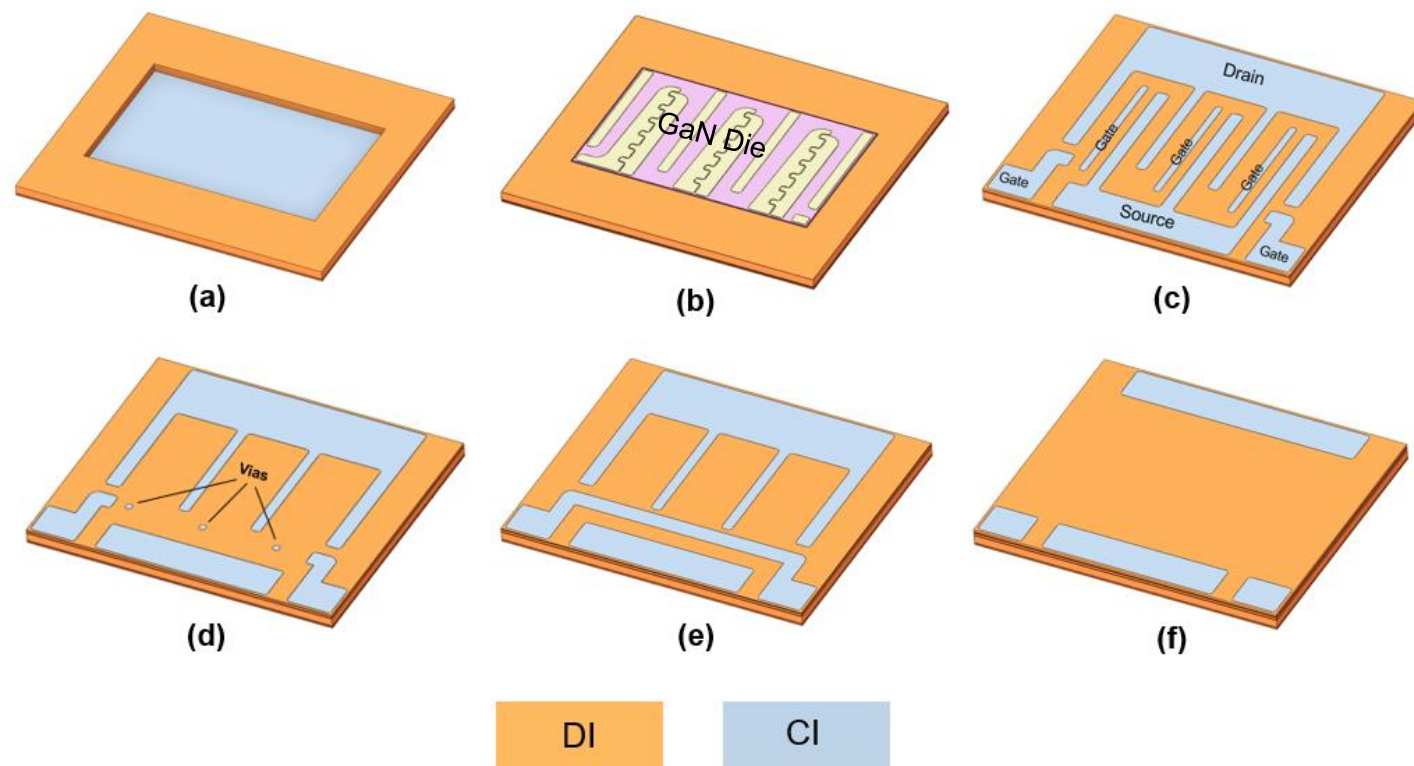 (a)
GaN Die
(b)
Drain
Gate
Gate
Gate
Gate
Source
Gate
(c)
Vias
(d)
(e)
(f)
DI
CI